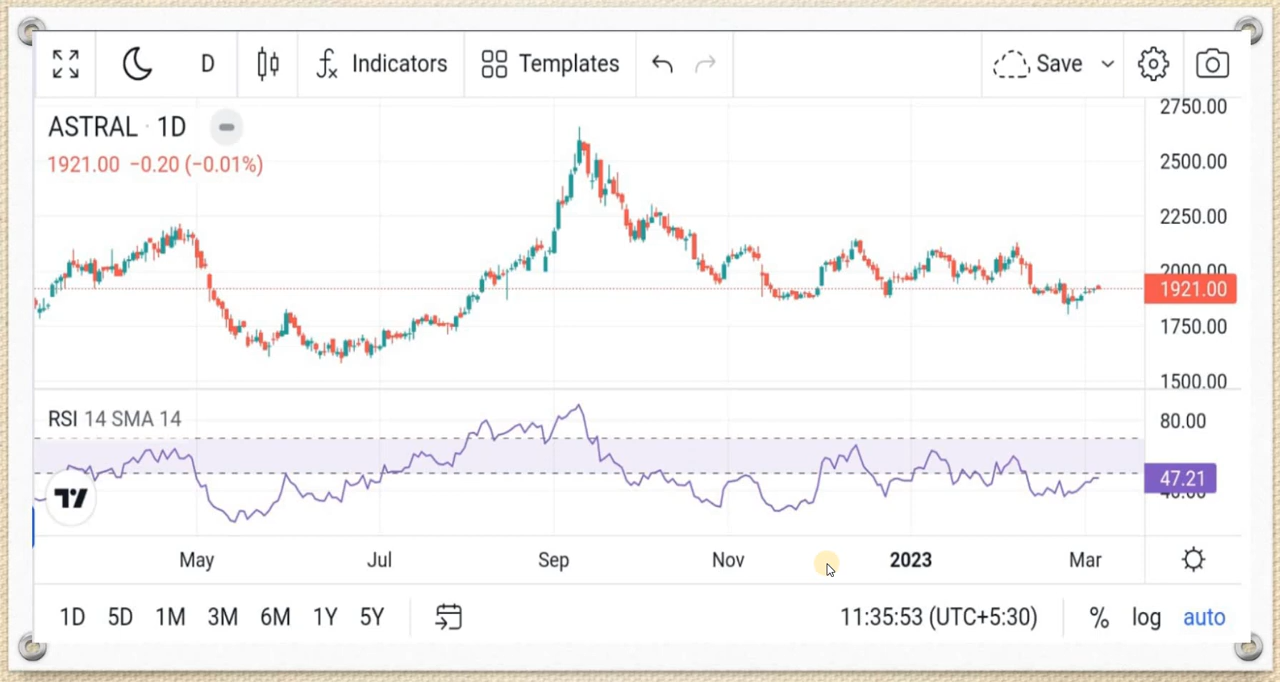 D Indicators Templates Save
ASTRAL · 1D
1921.00 −0.20 (−0.01%)
2750.00
2500.00
2250.00
2000.00
1921.00
1750.00
1500.00
RSI 14 SMA 14
80.00
47.21
40.00
May Jul Sep Nov 2023 Mar
1D 5D 1M 3M 6M 1Y 5Y 11:35:53 (UTC+5:30) % log auto